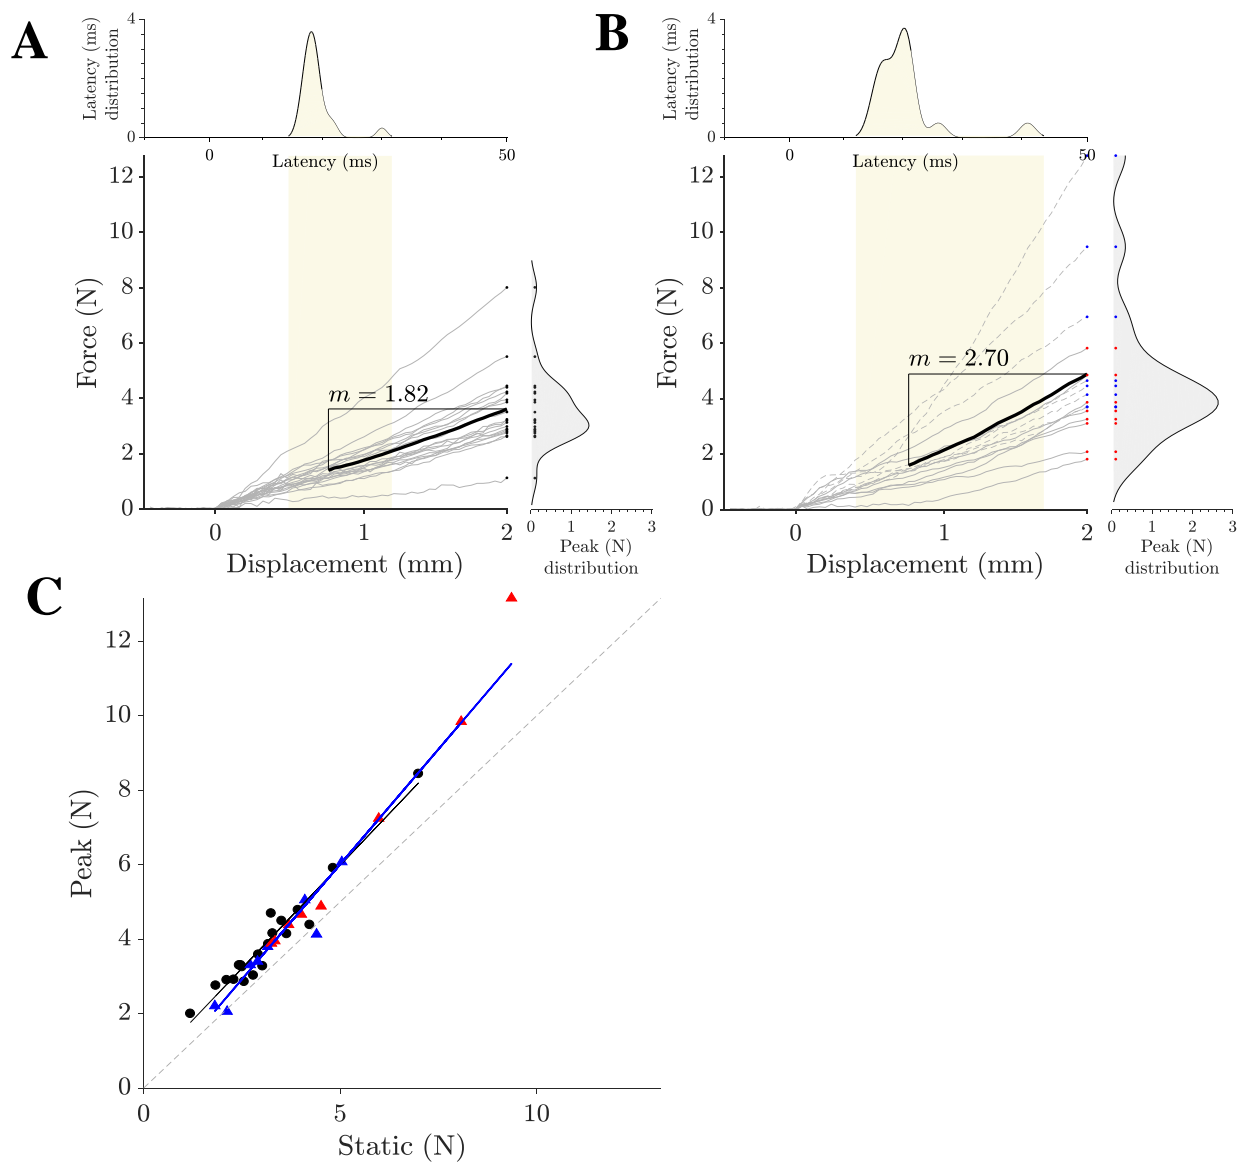 A
Latency (ms)
distribution
4
0
0
50
Latency (ms)
12
10
8
6
4
2
0
Force (N)
m = 1.82
0
1
2
Displacement (mm)
0
1
2
3
Peak (N)
distribution
B
Latency (ms)
distribution
4
0
0
50
Latency (ms)
12
10
8
6
4
2
0
Force (N)
m = 2.70
0
1
2
Displacement (mm)
0
1
2
3
Peak (N)
distribution
C
12
10
8
6
4
2
0
Peak (N)
0
5
10
Static (N)